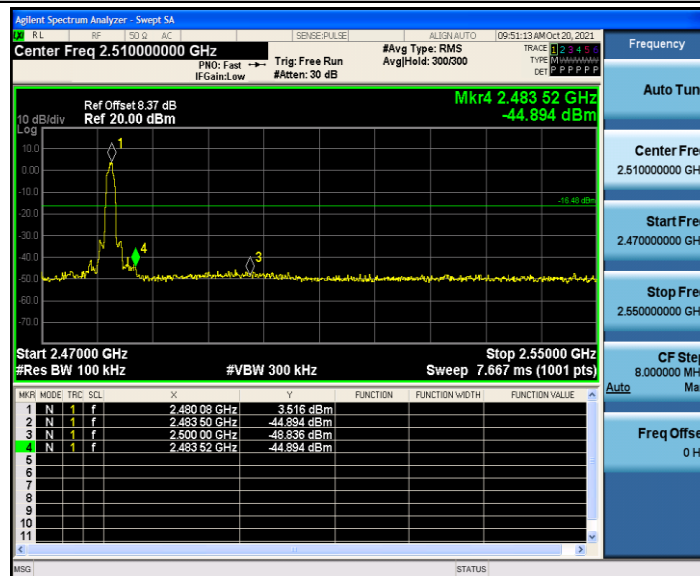 Agilent Spectrum Analyzer - Swept SA
LXI RL RF 50 Ω AC SENSE:PULSE ALIGN AUTO 09:51:13 AM Oct 20, 2021
Center Freq 2.510000000 GHz #Avg Type: RMS TRACE 1 2 3 4 5 6
PNO: Fast Trig: Free Run Avg|Hold: 300/300 TYPE M WWWWW
IFGain:Low #Atten: 30 dB DET P P P P P P
Frequency
Auto Tun
Center Fre
2.510000000 GH
Start Fre
2.470000000 GH
Stop Fre
2.550000000 GH
CF Step
8.000000 MH
Auto Ma
Freq Offse
0 H
Mkr4 2.483 52 GHz
Ref Offset 8.37 dB
10 dB/div Ref 20.00 dBm -44.894 dBm
Log
10.0
0.00
-10.0
-20.0
-30.0
-40.0
-50.0
-60.0
-70.0
1
-16.48 dBm
4
3
Start 2.47000 GHz Stop 2.55000 GHz
#Res BW 100 kHz #VBW 300 kHz Sweep 7.667 ms (1001 pts)
MKR MODE TRC SCL X Y FUNCTION FUNCTION WIDTH FUNCTION VALUE
1 N 1 f 2.480 08 GHz 3.516 dBm
2 N 1 f 2.483 50 GHz -44.894 dBm
3 N 1 f 2.500 00 GHz -48.836 dBm
4 N 1 f 2.483 52 GHz -44.894 dBm
5
6
7
8
9
10
11
MSG STATUS